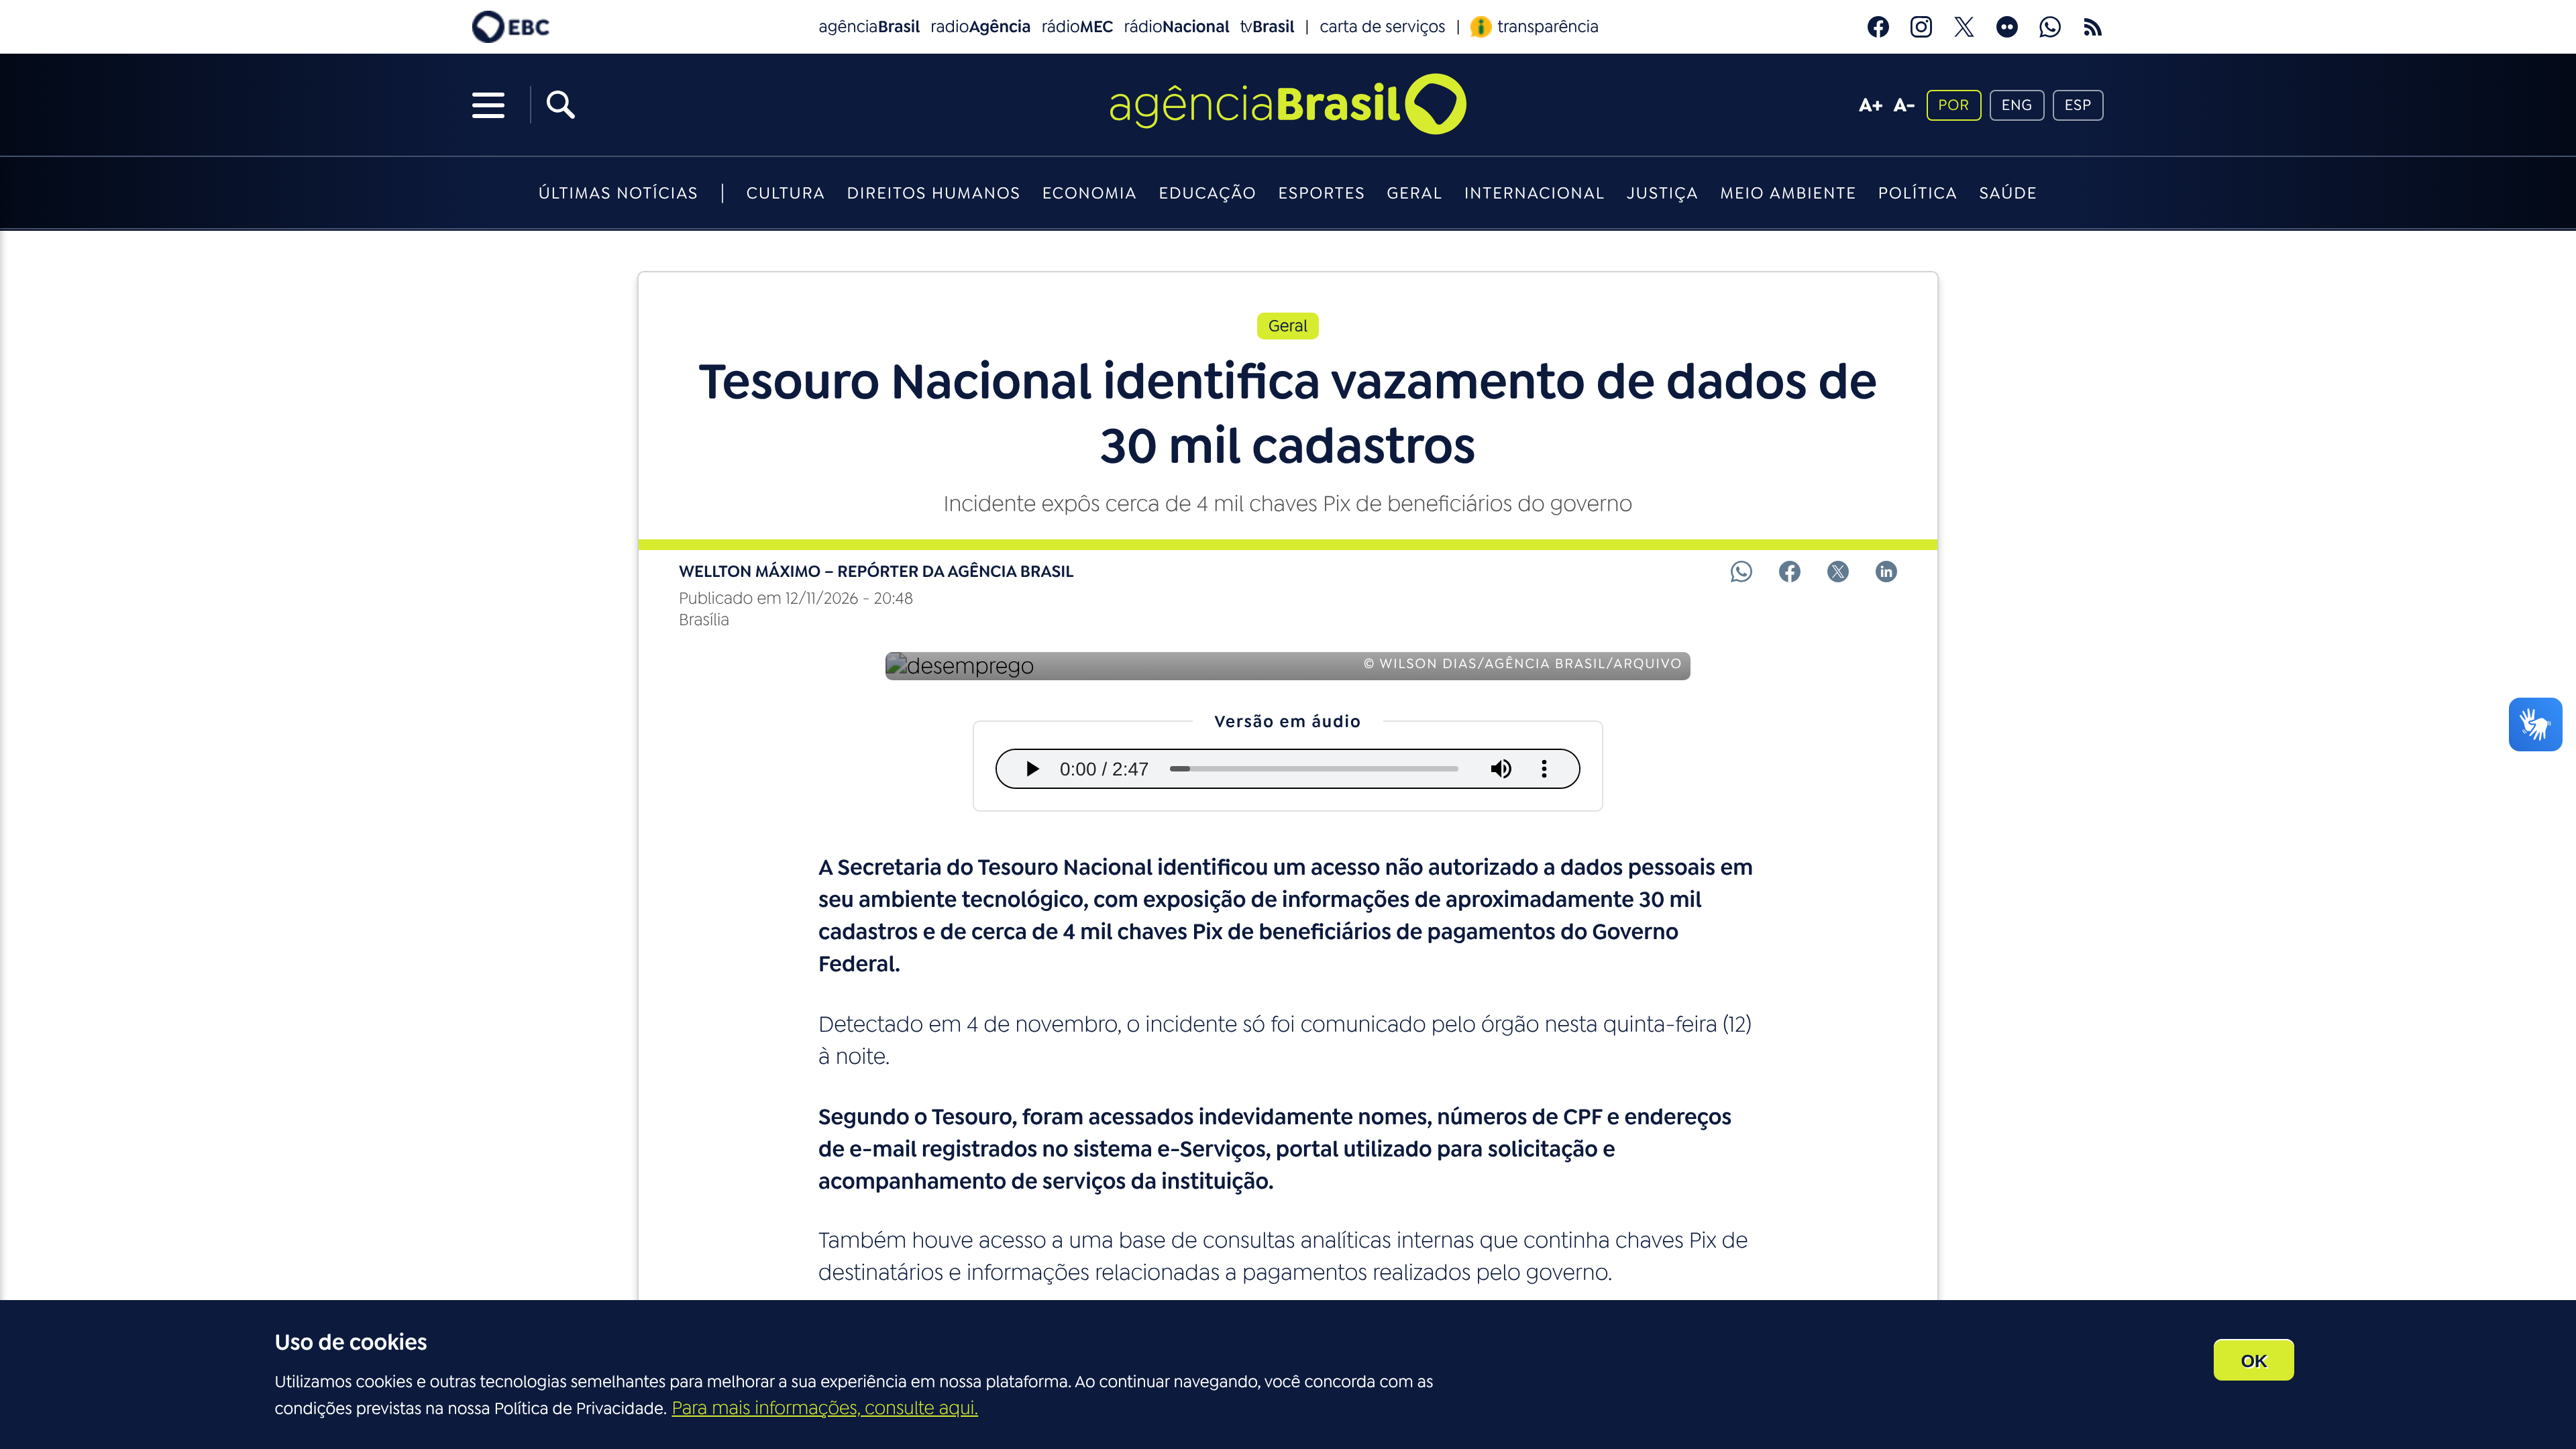 EBC
agênciaBrasil radioAgência rádioMEC rádioNacional tvBrasil | carta de serviços | transparência
agênciaBrasil
A+ A- POR ENG ESP
ÚLTIMAS NOTÍCIAS | CULTURA DIREITOS HUMANOS ECONOMIA EDUCAÇÃO ESPORTES GERAL INTERNACIONAL JUSTIÇA MEIO AMBIENTE POLÍTICA SAÚDE
Geral
Tesouro Nacional identifica vazamento de dados de
30 mil cadastros
Incidente expôs cerca de 4 mil chaves Pix de beneficiários do governo
WELLTON MÁXIMO – REPÓRTER DA AGÊNCIA BRASIL
Publicado em 12/11/2026 - 20:48
Brasília
desemprego
© WILSON DIAS/AGÊNCIA BRASIL/ARQUIVO
Versão em áudio
0:00 / 2:47
A Secretaria do Tesouro Nacional identificou um acesso não autorizado a dados pessoais em
seu ambiente tecnológico, com exposição de informações de aproximadamente 30 mil
cadastros e de cerca de 4 mil chaves Pix de beneficiários de pagamentos do Governo
Federal.
Detectado em 4 de novembro, o incidente só foi comunicado pelo órgão nesta quinta-feira (12)
à noite.
Segundo o Tesouro, foram acessados indevidamente nomes, números de CPF e endereços
de e-mail registrados no sistema e-Serviços, portal utilizado para solicitação e
acompanhamento de serviços da instituição.
Também houve acesso a uma base de consultas analíticas internas que continha chaves Pix de
destinatários e informações relacionadas a pagamentos realizados pelo governo.
Uso de cookies
Utilizamos cookies e outras tecnologias semelhantes para melhorar a sua experiência em nossa plataforma. Ao continuar navegando, você concorda com as
condições previstas na nossa Política de Privacidade. Para mais informações, consulte aqui.
OK